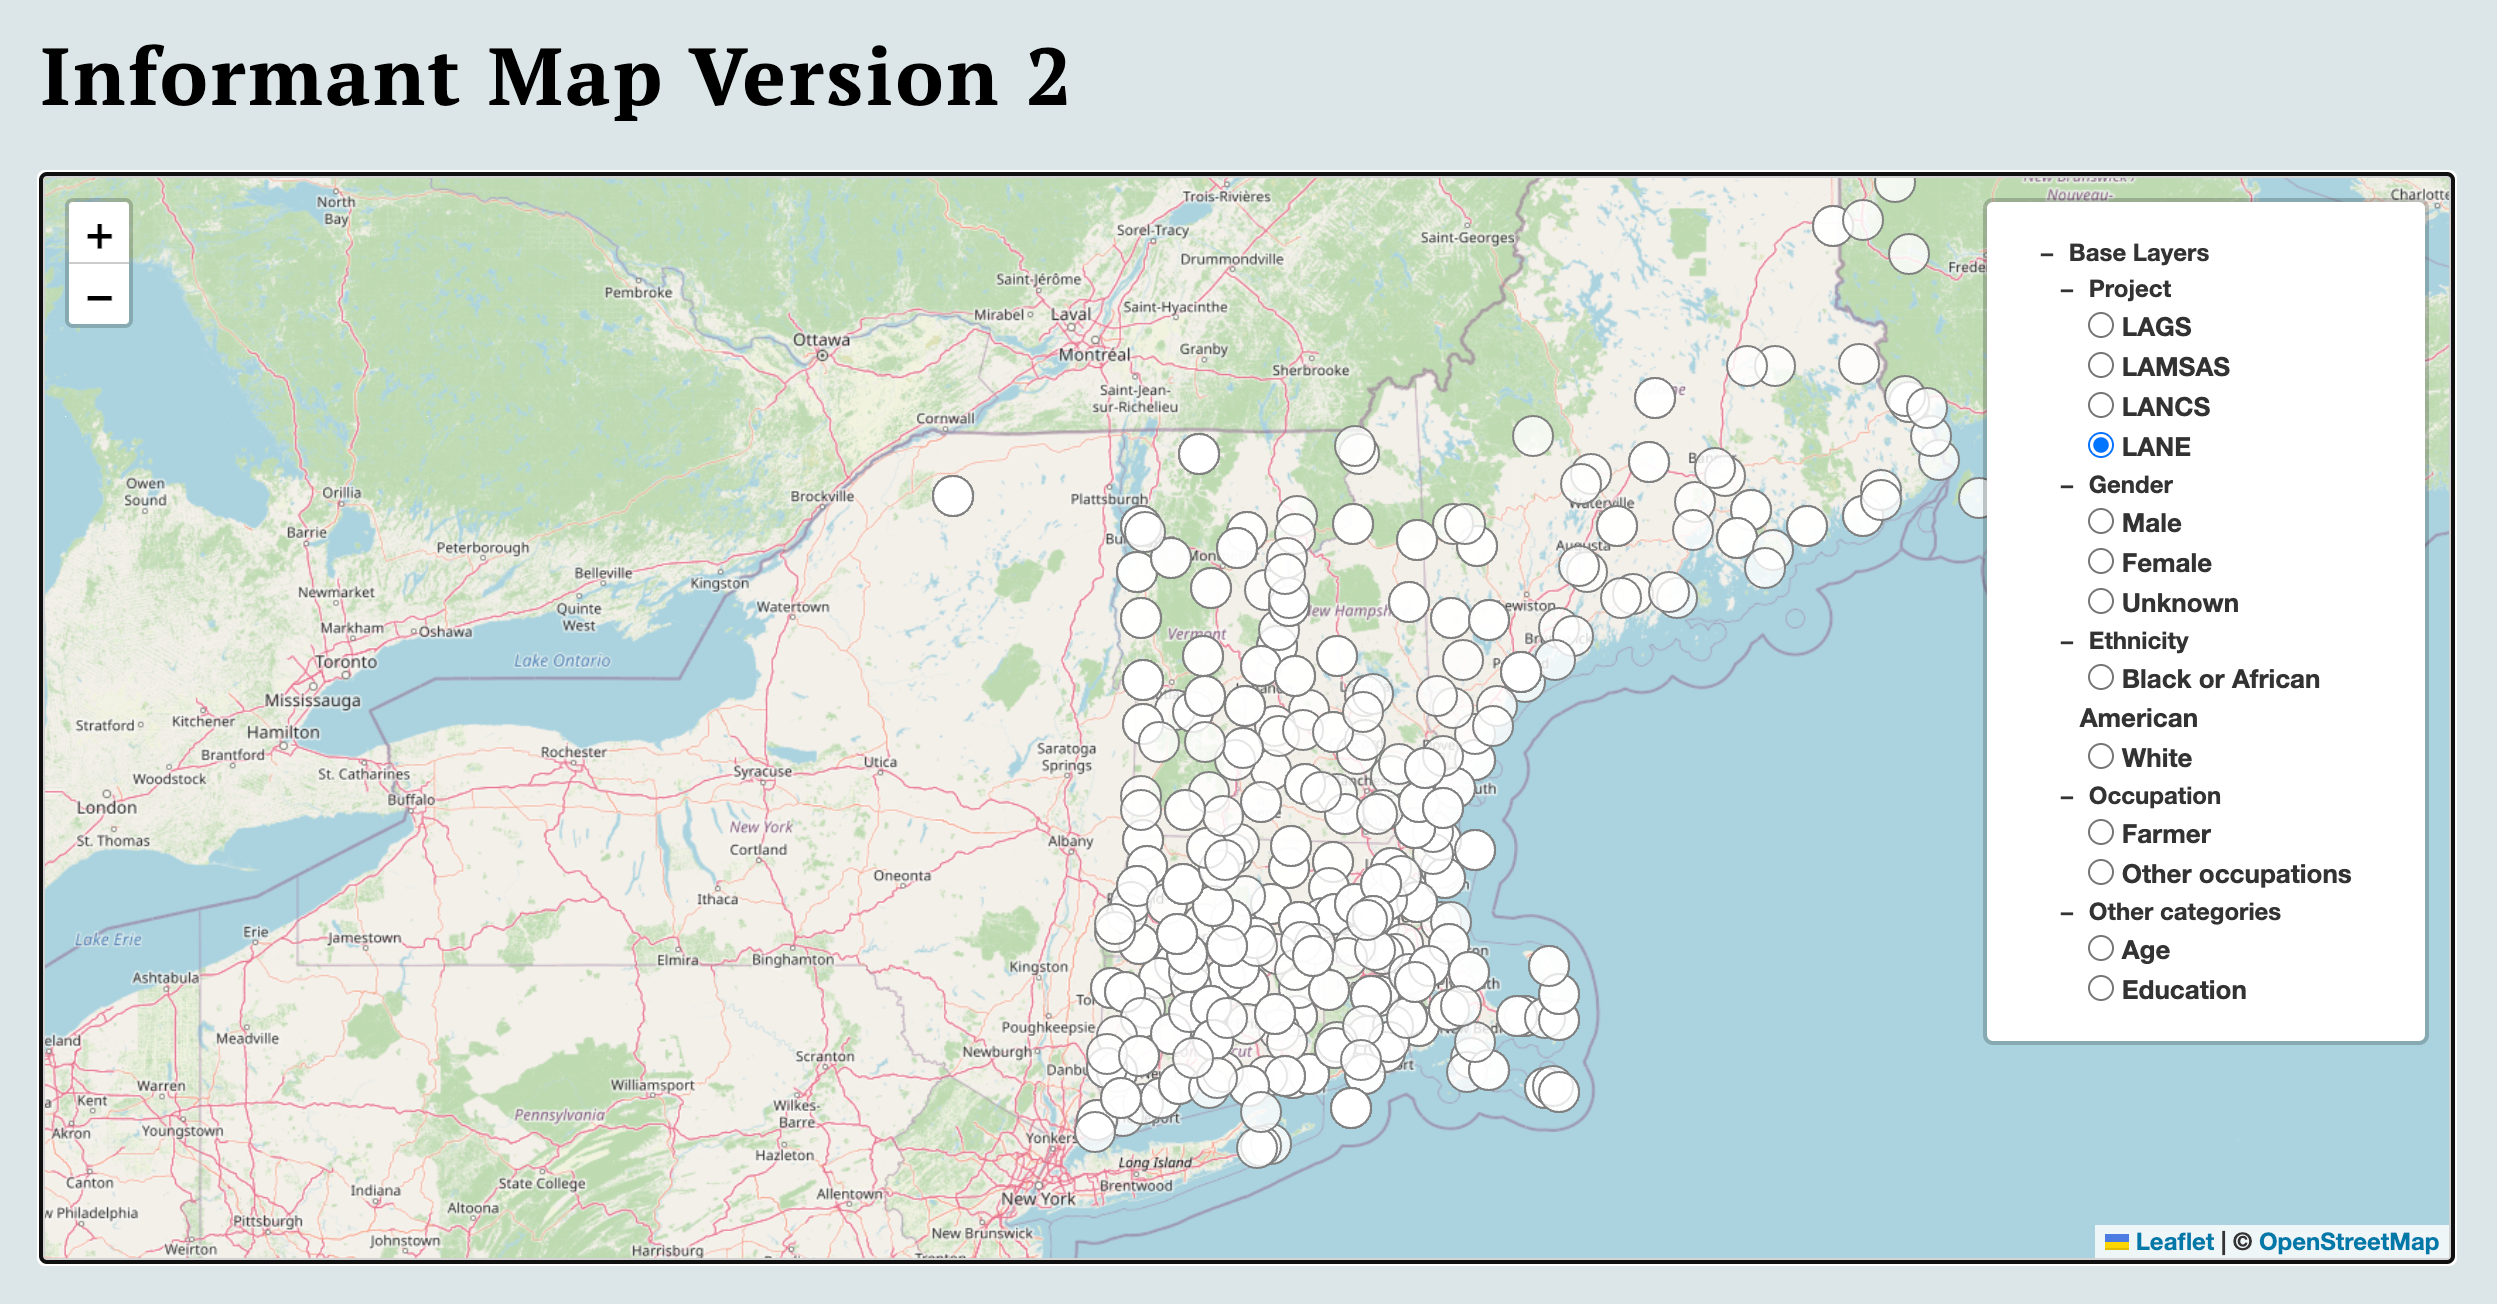 Informant Map Version 2
+
−
North
Bay
Trois-Rivières
Nouveau-
Charlotte
Sorel-Tracy
Saint-Georges
Drummondville
Saint-Jérôme
Pembroke
Saint-Hyacinthe
Mirabel
Laval
Ottawa
Montréal
Granby
Sherbrooke
Saint-Jean-
sur-Richelieu
Cornwall
Owen
Sound
Orillia
Brockville
Plattsburgh
Waterville
Barrie
Peterborough
Augusta
Belleville
Kingston
Newmarket
Quinte
West
Watertown
Markham
Oshawa
Vermont
Toronto
Lake Ontario
Mississauga
Stratford
Kitchener
Hamilton
Brantford
Rochester
Saratoga
Springs
Woodstock
St. Catharines
Syracuse
Utica
London
Buffalo
New York
St. Thomas
Cortland
Albany
Ithaca
Oneonta
Lake Erie
Erie
Jamestown
Elmira
Binghamton
Kingston
Ashtabula
Poughkeepsie
Meadville
Newburgh
Scranton
Warren
Williamsport
Kent
Pennsylvania
Wilkes-
Barre
Akron
Youngstown
Yonkers
Hazleton
Long Island
Canton
State College
Brentwood
Indiana
Allentown
New York
Altoona
w Philadelphia
Pittsburgh
New Brunswick
Johnstown
Weirton
Harrisburg
Trenton
− Base Layers
− Project
LAGS
LAMSAS
LANCS
LANE
− Gender
Male
Female
Unknown
− Ethnicity
Black or African
American
White
− Occupation
Farmer
Other occupations
− Other categories
Age
Education
Leaflet | © OpenStreetMap